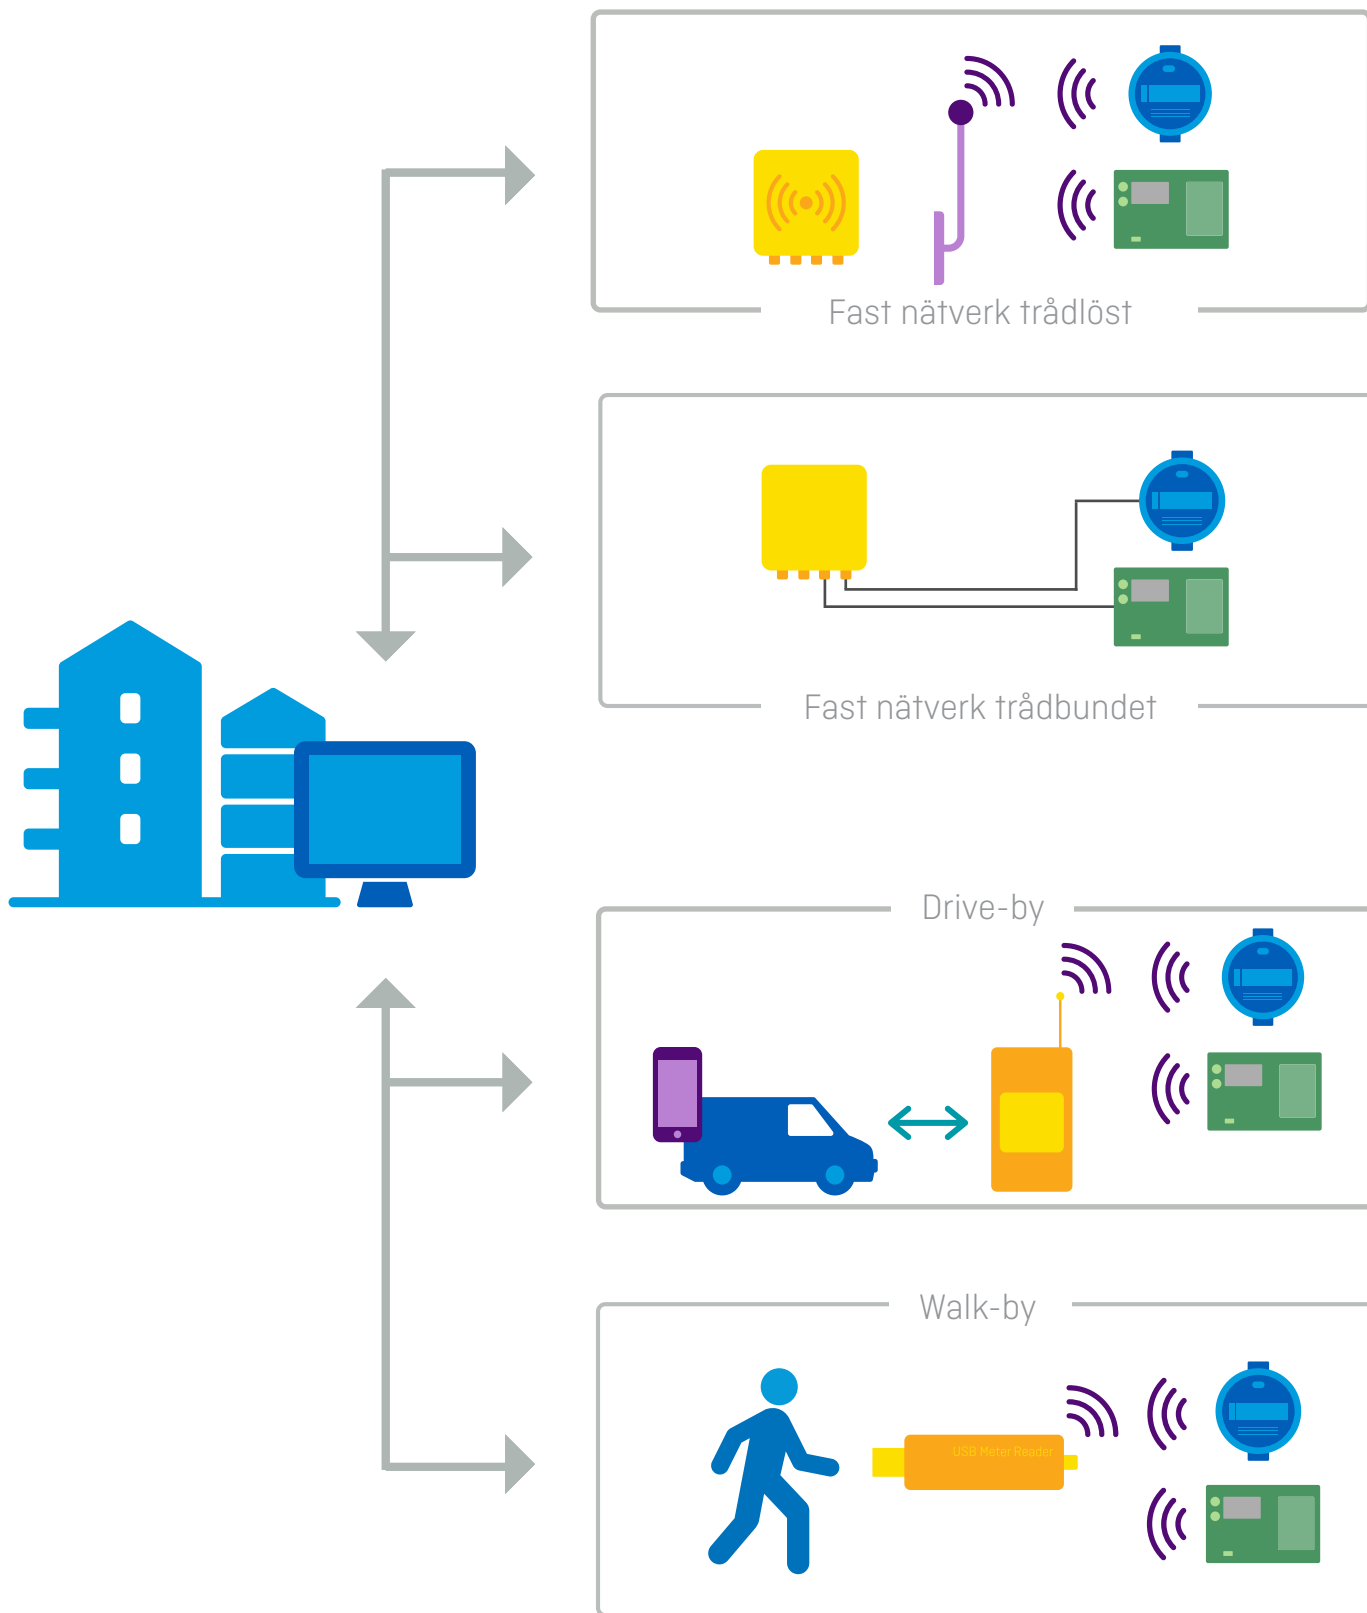 Fast nätverk trådlöst
Fast nätverk trådbundet
Drive-by
Walk-by
USB Meter Reader